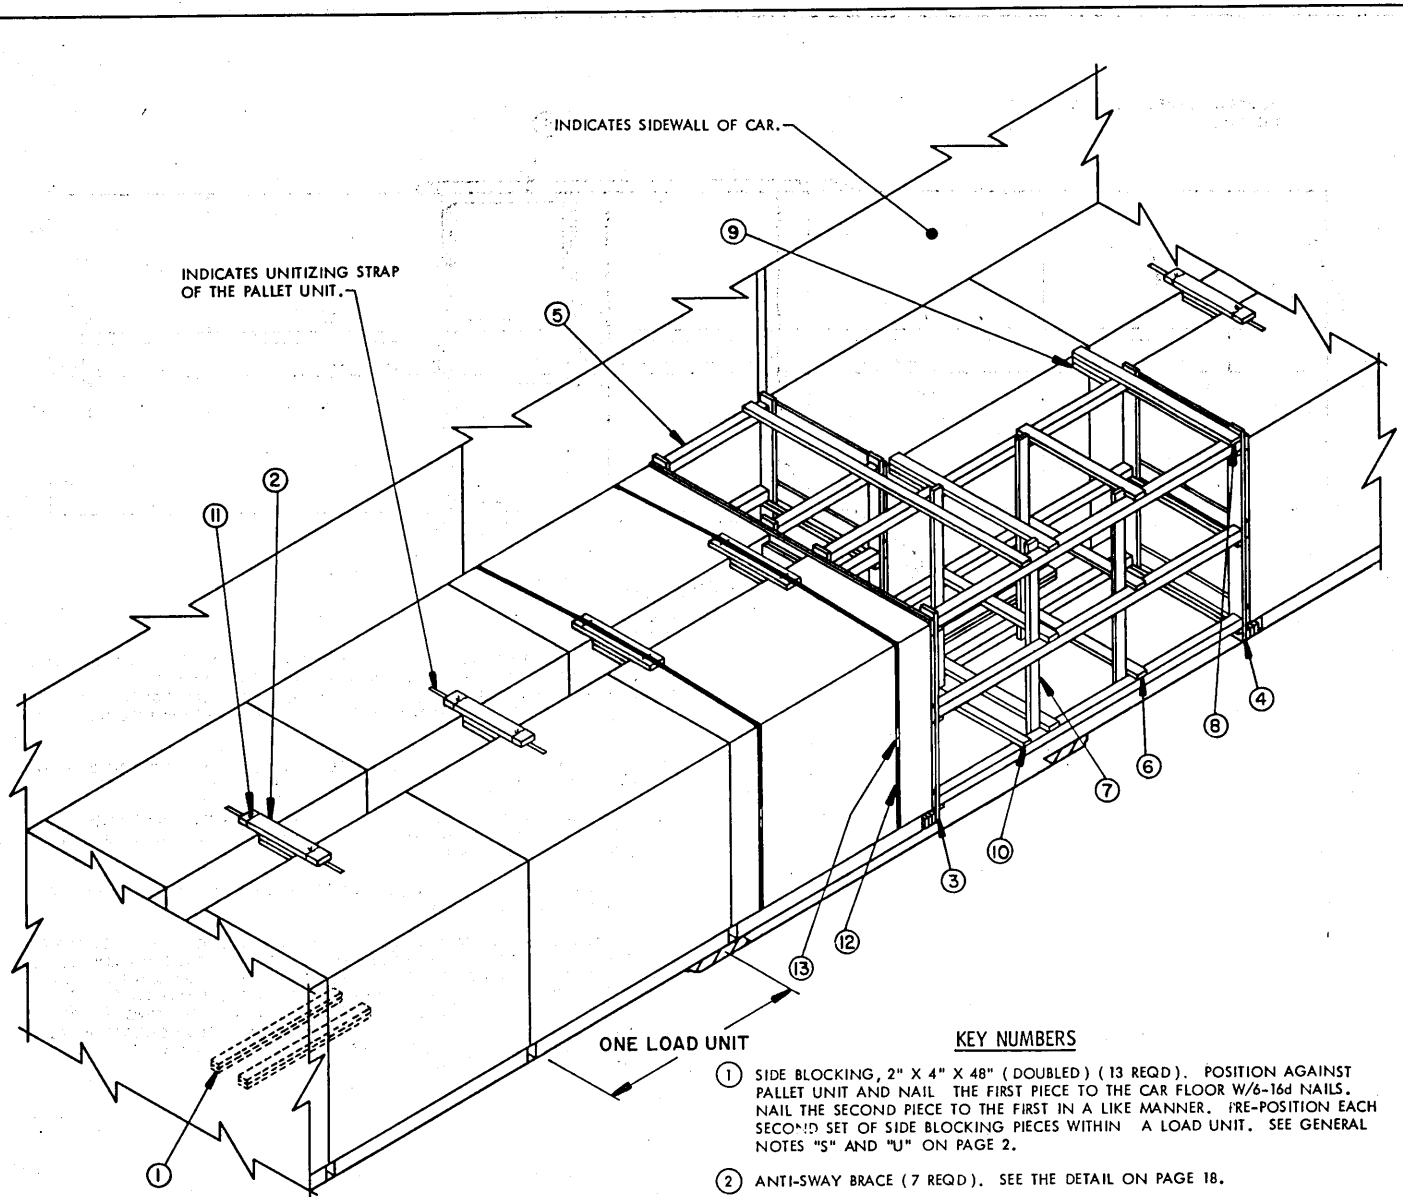 INDICATES SIDEWALL OF CAR.
9
INDICATES UNITIZING STRAP
OF THE PALLET UNIT.
5
2
11
4
8
6
7
10
3
12
13
ONE LOAD UNIT
1
KEY NUMBERS
1 SIDE BLOCKING, 2" X 4" X 48" (DOUBLED) (13 REQD). POSITION AGAINST
PALLET UNIT AND NAIL THE FIRST PIECE TO THE CAR FLOOR W/6-16d NAILS.
NAIL THE SECOND PIECE TO THE FIRST IN A LIKE MANNER. PRE-POSITION EACH
SECOND SET OF SIDE BLOCKING PIECES WITHIN A LOAD UNIT. SEE GENERAL
NOTES "S" AND "U" ON PAGE 2.
2 ANTI-SWAY BRACE (7 REQD). SEE THE DETAIL ON PAGE 18.